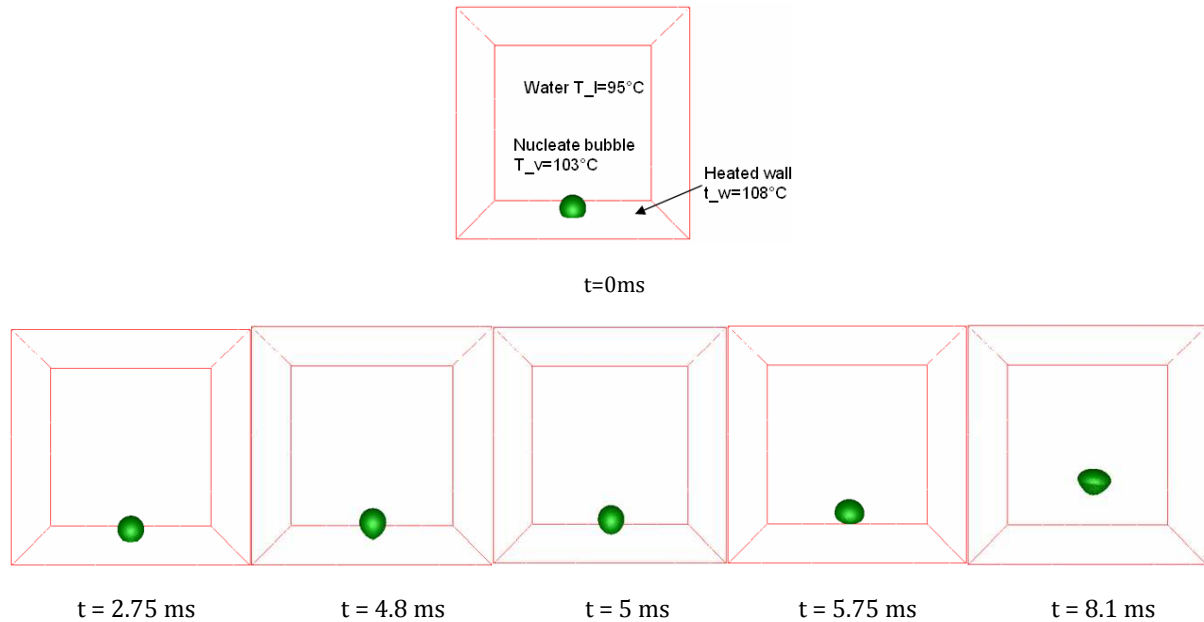 Water T_l=95°C
Nucleate bubble
T_v=103°C
Heated wall
t_w=108°C
t=0ms
t = 2.75 ms
t = 4.8 ms
t = 5 ms
t = 5.75 ms
t = 8.1 ms